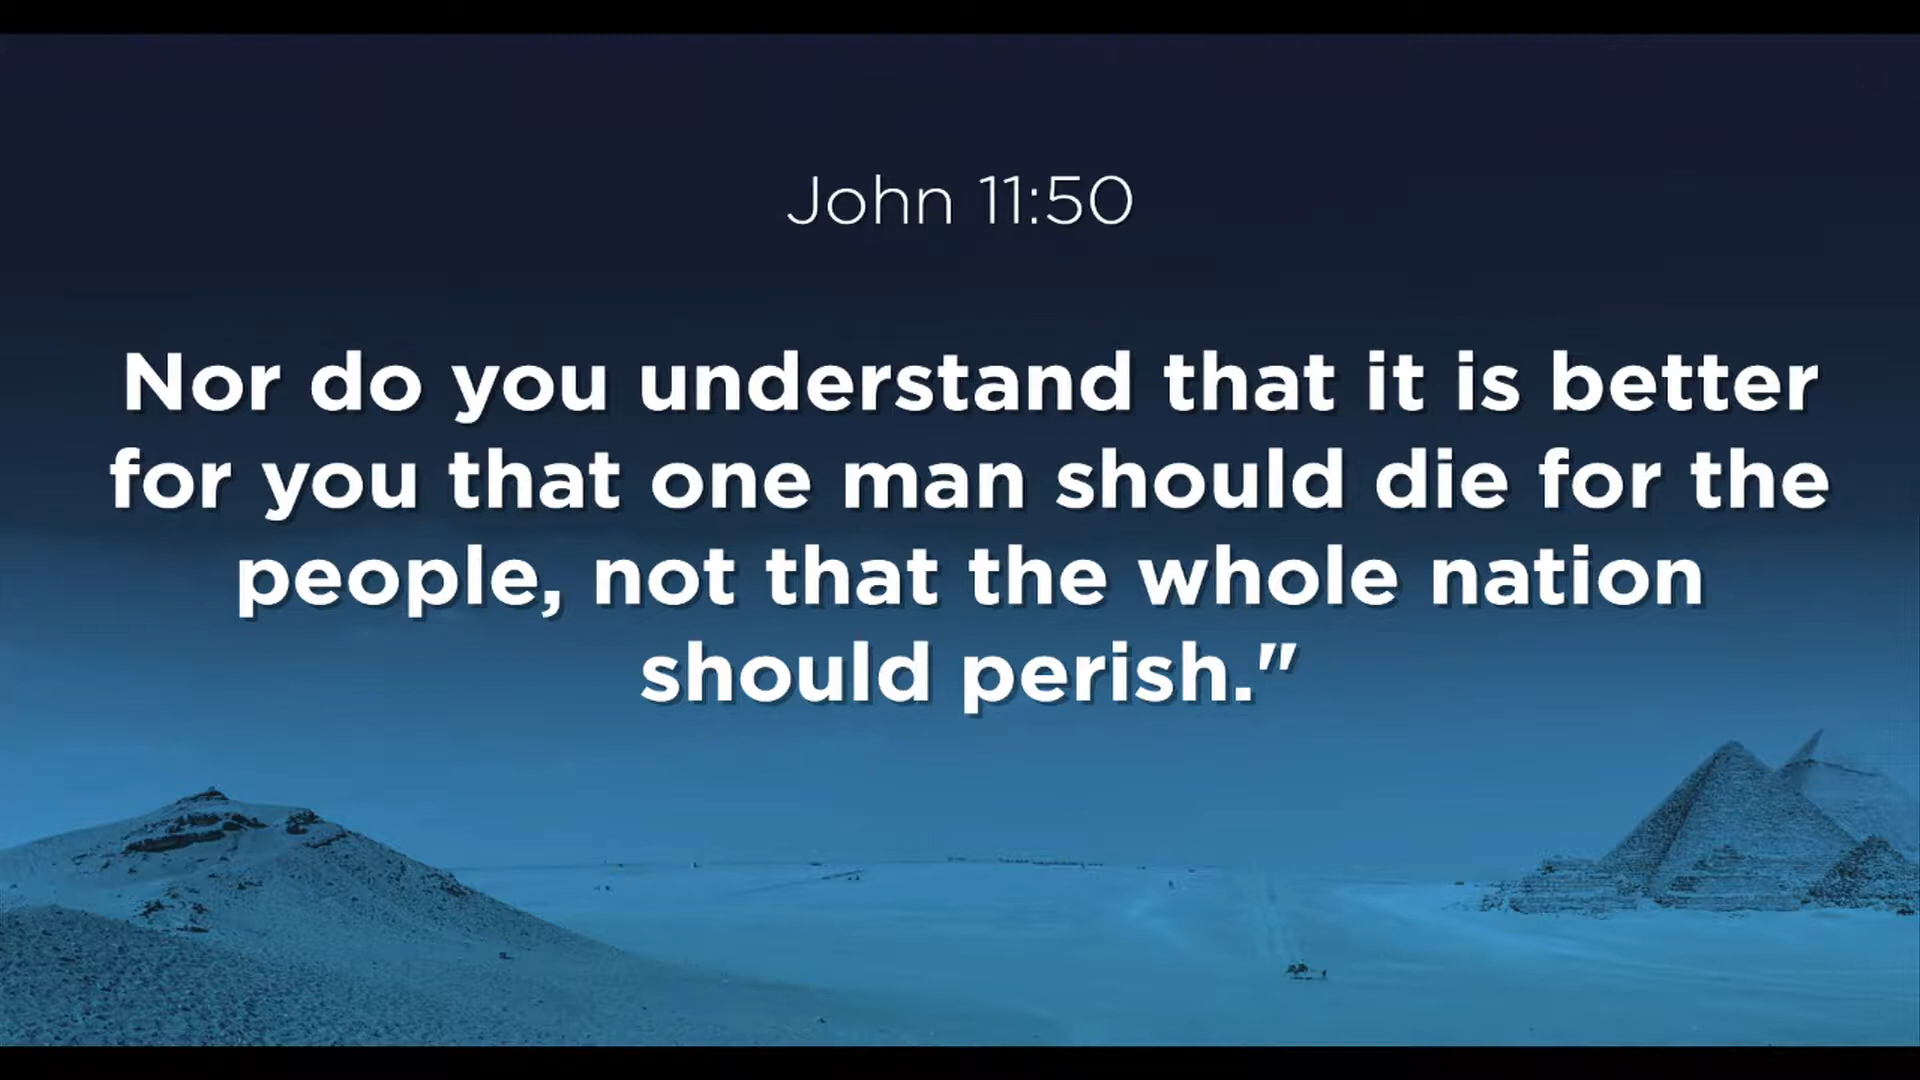 John 11:50
Nor do you understand that it is better
for you that one man should die for the
people, not that the whole nation
should perish."